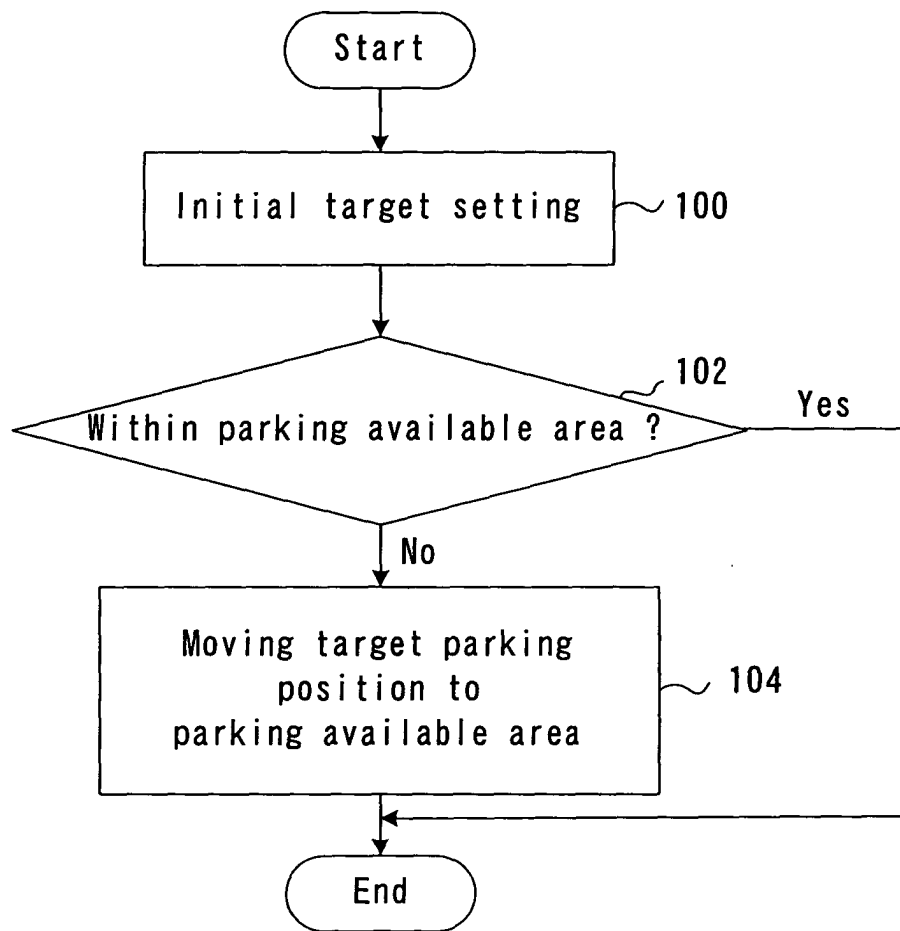 Start
Initial target setting
100
102
Within parking available area ?
Yes
No
Moving target parking
position to
parking available area
104
End